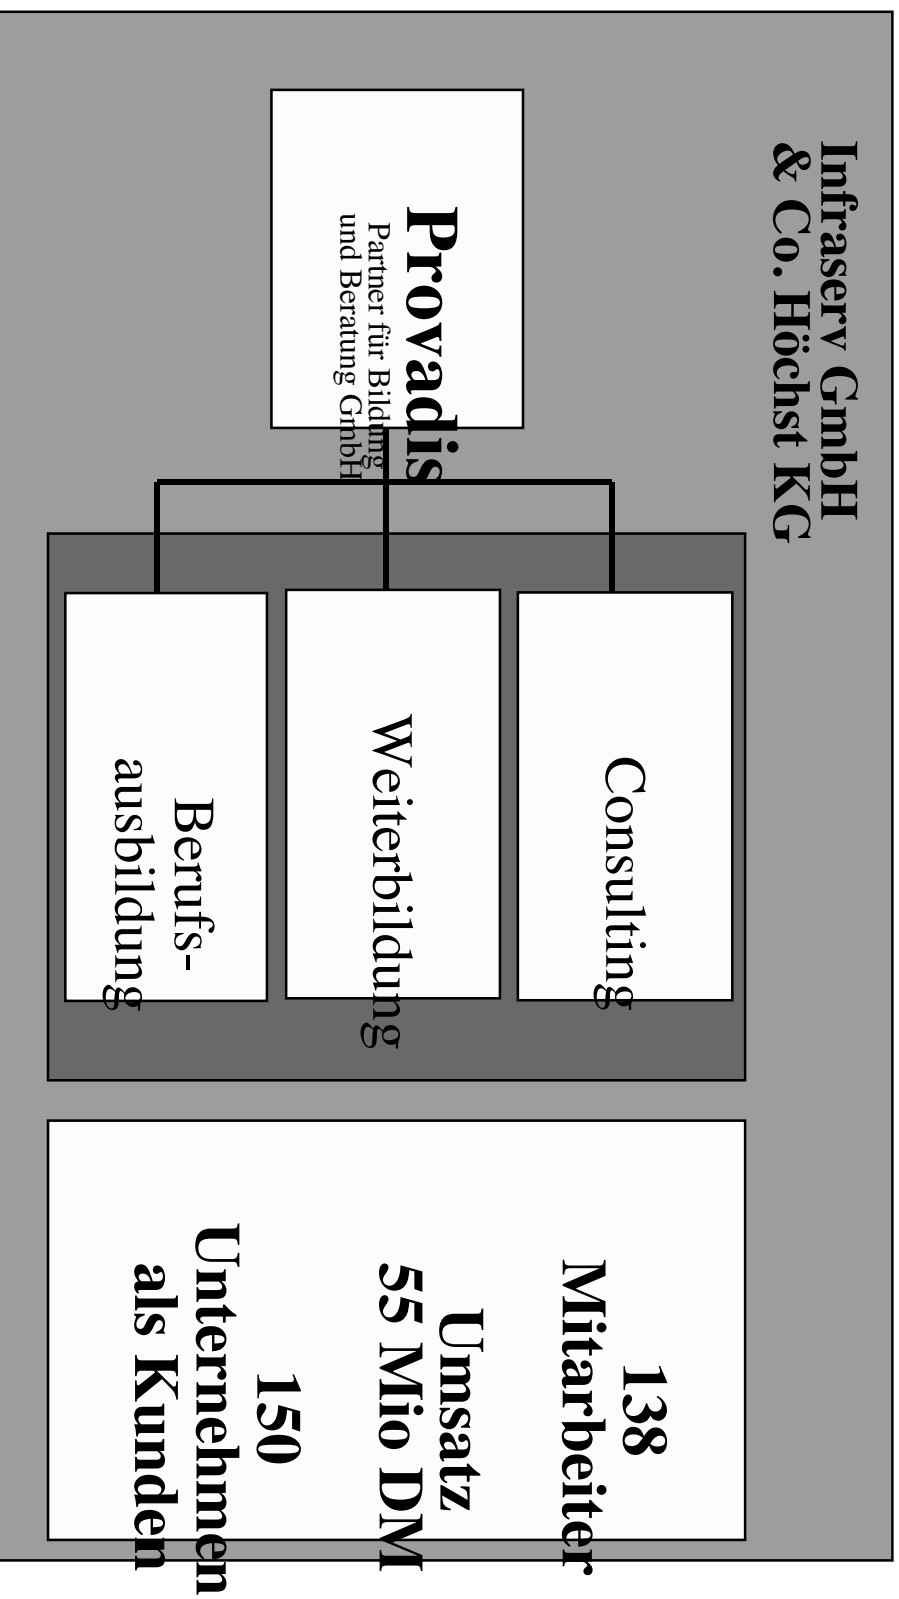 Infraserv GmbH
& Co. Höchst KG
Provadis
Partner für Bildung
und Beratung GmbH
Consulting
Weiterbildung
Berufs-
ausbildung
138
Mitarbeiter
Umsatz
55 Mio DM
150
Unternehmen
als Kunden